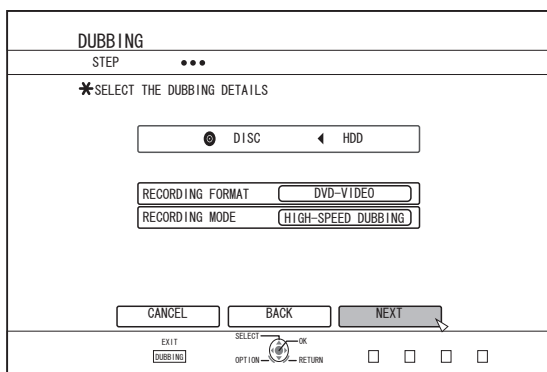 DUBBING
STEP
*SELECT THE DUBBING DETAILS
DISC HDD
RECORDING FORMAT DVD-VIDEO
RECORDING MODE HIGH-SPEED DUBBING
CANCEL BACK NEXT
EXIT
DUBBING
SELECT OK
OPTION RETURN